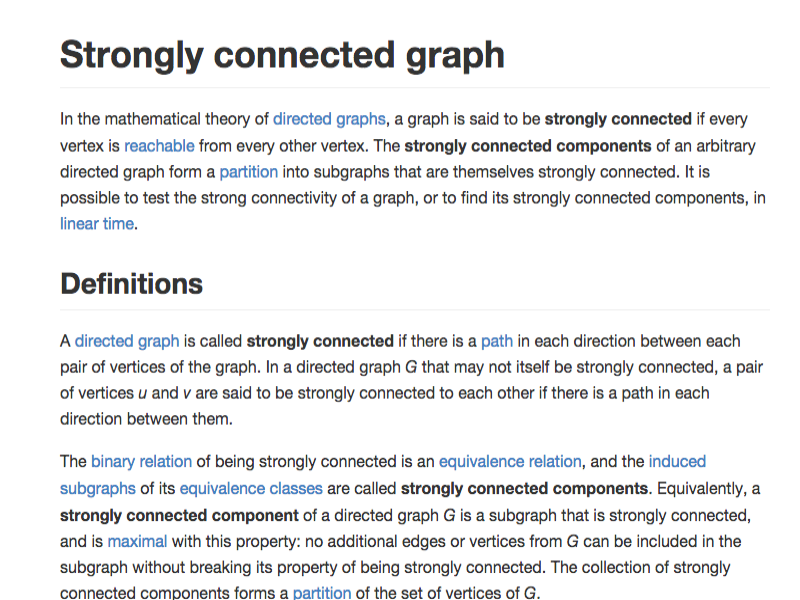 Strongly connected graph
In the mathematical theory of directed graphs, a graph is said to be strongly connected if every
vertex is reachable from every other vertex. The strongly connected components of an arbitrary
directed graph form a partition into subgraphs that are themselves strongly connected. It is
possible to test the strong connectivity of a graph, or to find its strongly connected components, in
linear time.
Definitions
A directed graph is called strongly connected if there is a path in each direction between each
pair of vertices of the graph. In a directed graph G that may not itself be strongly connected, a pair
of vertices u and v are said to be strongly connected to each other if there is a path in each
direction between them.
The binary relation of being strongly connected is an equivalence relation, and the induced
subgraphs of its equivalence classes are called strongly connected components. Equivalently, a
strongly connected component of a directed graph G is a subgraph that is strongly connected,
and is maximal with this property: no additional edges or vertices from G can be included in the
subgraph without breaking its property of being strongly connected. The collection of strongly
connected components forms a partition of the set of vertices of G.